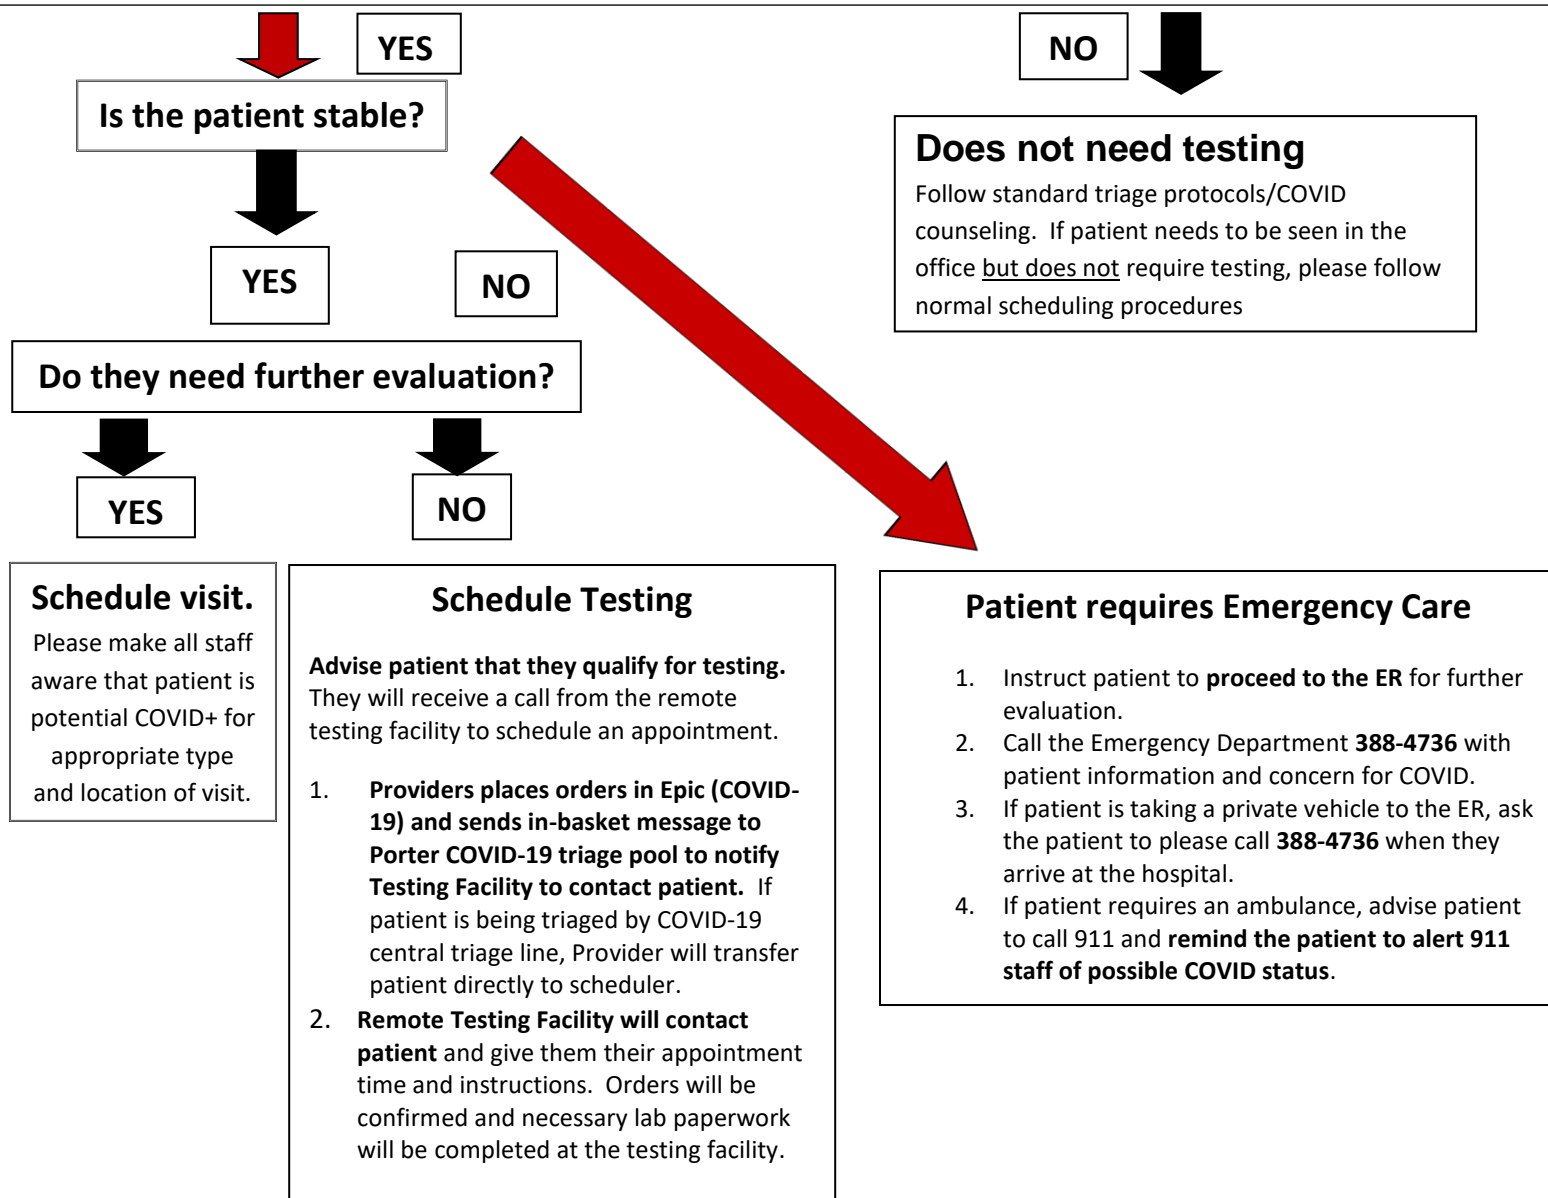 YES
NO
Is the patient stable?
Does not need testing
Follow standard triage protocols/COVID
counseling.  If patient needs to be seen in the
office but does not require testing, please follow
normal scheduling procedures
YES
NO
Do they need further evaluation?
YES
NO
Schedule visit.
Please make all staff
aware that patient is
potential COVID+ for
appropriate type
and location of visit.
Schedule Testing
Advise patient that they qualify for testing.
They will receive a call from the remote
testing facility to schedule an appointment.
1. Providers places orders in Epic (COVID-
19) and sends in-basket message to
Porter COVID-19 triage pool to notify
Testing Facility to contact patient.  If
patient is being triaged by COVID-19
central triage line, Provider will transfer
patient directly to scheduler.
2. Remote Testing Facility will contact
patient and give them their appointment
time and instructions.  Orders will be
confirmed and necessary lab paperwork
will be completed at the testing facility.
Patient requires Emergency Care
1. Instruct patient to proceed to the ER for further
evaluation.
2. Call the Emergency Department 388-4736 with
patient information and concern for COVID.
3. If patient is taking a private vehicle to the ER, ask
the patient to please call 388-4736 when they
arrive at the hospital.
4. If patient requires an ambulance, advise patient
to call 911 and remind the patient to alert 911
staff of possible COVID status.